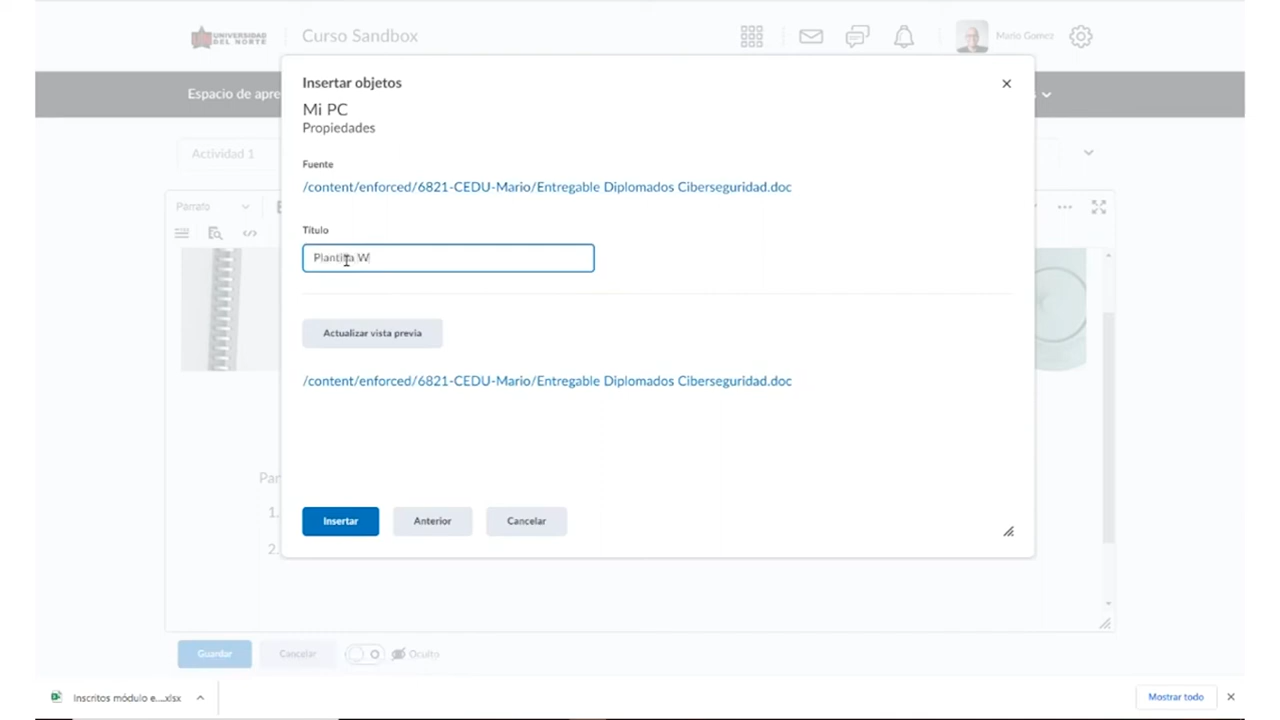 UNIVERSIDAD
DEL NORTE
Curso Sandbox
Mario Gomez
Espacio de apre
Insertar objetos
Mi PC
Propiedades
Actividad 1
Fuente
/content/enforced/6821-CEDU-Mario/Entregable Diplomados Ciberseguridad.doc
Párrafo
Título
Plantilla W
Actualizar vista previa
/content/enforced/6821-CEDU-Mario/Entregable Diplomados Ciberseguridad.doc
Par
1.
Insertar
Anterior
Cancelar
2.
Guardar
Cancelar
Oculto
Inscritos módulo e....xlsx
Mostrar todo